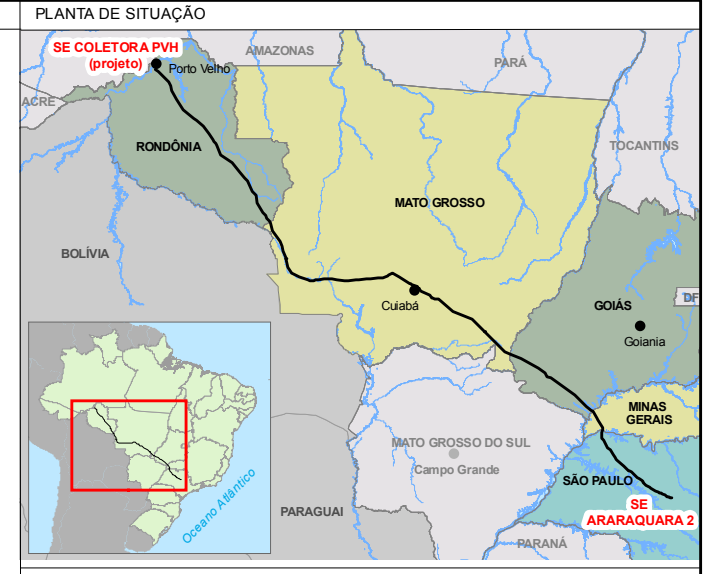 PLANTA DE SITUAÇÃO
SE COLETORA PVH
(projeto)
AMAZONAS
PARÁ
Porto Velho
ACRE
RONDÔNIA
TOCANTINS
MATO GROSSO
BOLÍVIA
Cuiabá
GOIÁS
DF
Goiania
MINAS
GERAIS
MATO GROSSO DO SUL
Campo Grande
SÃO PAULO
SE
ARARAQUARA 2
PARAGUAI
PARANÁ
Oceano Atlântico